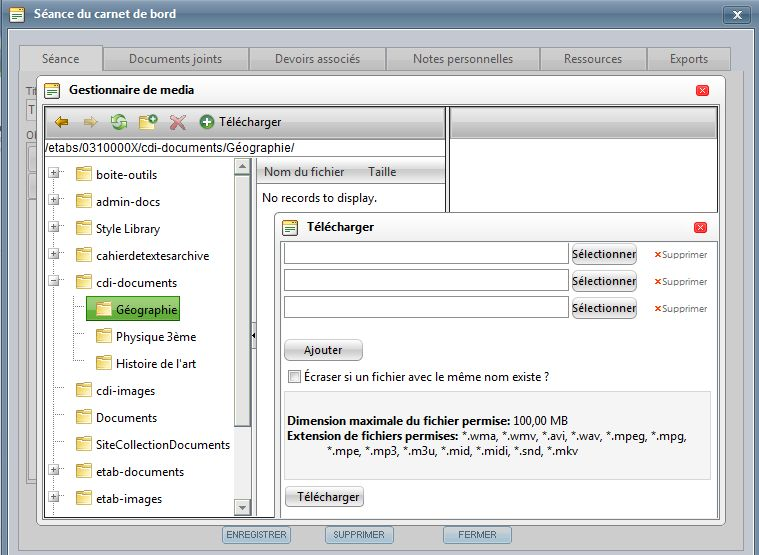 Séance du carnet de bord
Séance Documents joints Devoirs associés Notes personnelles Ressources Exports
Gestionnaire de media
Télécharger
/etabs/0310000X/cdi-documents/Géographie/
boite-outils
admin-docs
Style Library
cahierdetextesarchive
cdi-documents
Géographie
Physique 3ème
Histoire de l'art
cdi-images
Documents
SiteCollectionDocuments
etab-documents
etab-images
Nom du fichier Taille
No records to display.
Télécharger
Sélectionner Supprimer
Sélectionner Supprimer
Sélectionner Supprimer
Ajouter
Écraser si un fichier avec le même nom existe ?
Dimension maximale du fichier permise: 100,00 MB
Extension de fichiers permises: *.wma, *.wmv, *.avi, *.wav, *.mpeg, *.mpg,
*.mpe, *.mp3, *.m3u, *.mid, *.midi, *.snd, *.mkv
Télécharger
ENREGISTRER SUPPRIMER FERMER